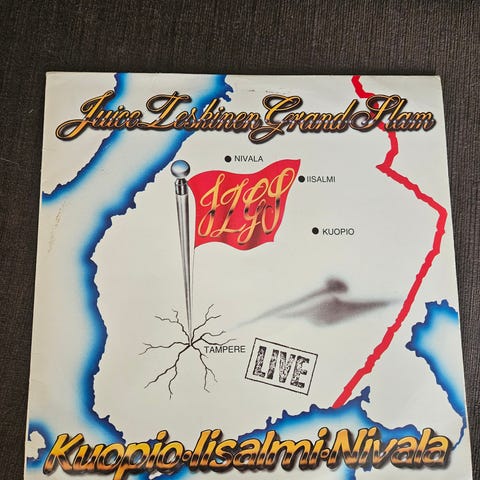 Juice Leskinen Grand Slam
NIVALA
IISALMI
JLGS
KUOPIO
TAMPERE
LIVE
Kuopio•Iisalmi•Nivala